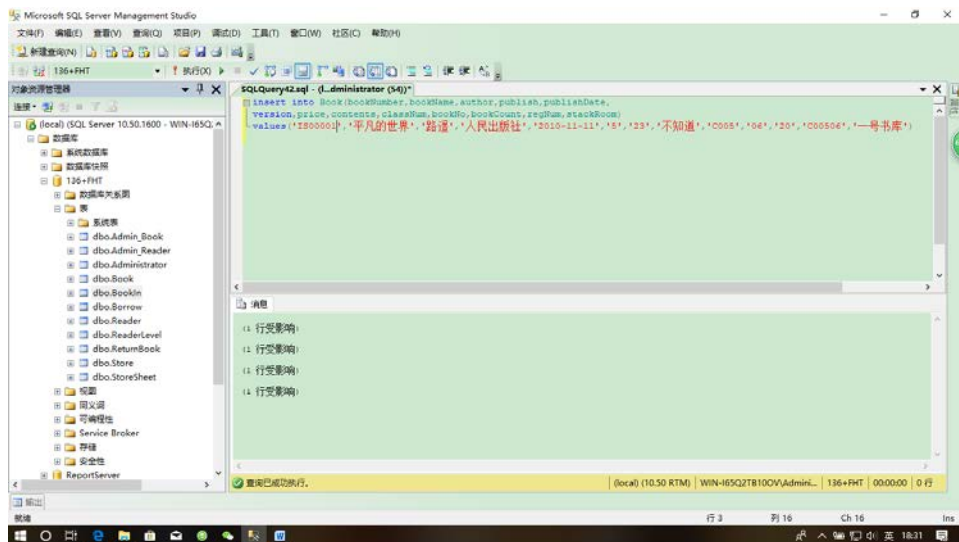 Microsoft SQL Server Management Studio
文件(F) 编辑(E) 查看(V) 查询(Q) 项目(P) 调试(D) 工具(T) 窗口(W) 社区(C) 帮助(H)
新建查询(N)
136+FHT 执行(X)
对象资源管理器
连接
(local) (SQL Server 10.50.1600 - WIN-I65Q
数据库
系统数据库
数据库快照
136+FHT
数据库关系图
表
系统表
dbo.Admin_Book
dbo.Admin_Reader
dbo.Administrator
dbo.Book
dbo.BookIn
dbo.Borrow
dbo.Reader
dbo.ReaderLevel
dbo.ReturnBook
dbo.Store
dbo.StoreSheet
视图
同义词
可编程性
Service Broker
存储
安全性
ReportServer
SQLQuery42.sql - (l...dministrator (54))*
insert into Book(bookNumber,bookName,author,publish,publishDate,
version,price,contents,classNum,bookNo,bookCount,regNum,stackRoom)
values('TS00001','平凡的世界','路遥','人民出版社','2010-11-11','5','23','不知道','C005','06','20','C00506','一号书库')
消息
(1 行受影响)
(1 行受影响)
(1 行受影响)
(1 行受影响)
查询已成功执行。 (local) (10.50 RTM) WIN-I65Q2TB10OV\Admini... 136+FHT 00:00:00 0 行
输出
就绪 行 3 列 16 Ch 16 Ins
英 18:31